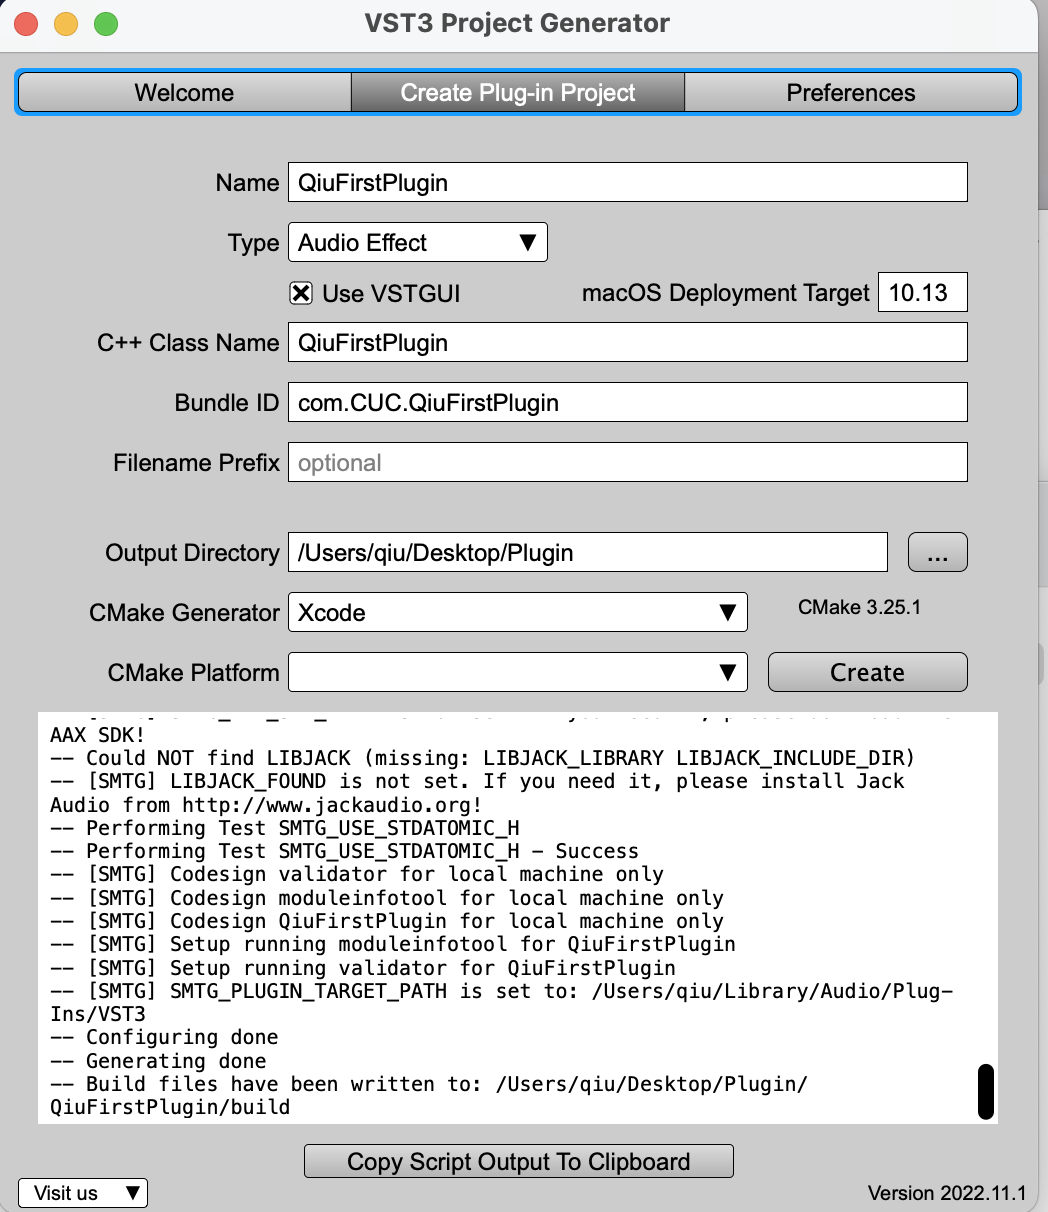 VST3 Project Generator
Welcome
Create Plug-in Project
Preferences
Name
QiuFirstPlugin
Type
Audio Effect
Use VSTGUI
macOS Deployment Target
10.13
C++ Class Name
QiuFirstPlugin
Bundle ID
com.CUC.QiuFirstPlugin
Filename Prefix
optional
Output Directory
/Users/qiu/Desktop/Plugin
...
CMake Generator
Xcode
CMake 3.25.1
CMake Platform
Create
AAX SDK!
-- Could NOT find LIBJACK (missing: LIBJACK_LIBRARY LIBJACK_INCLUDE_DIR)
-- [SMTG] LIBJACK_FOUND is not set. If you need it, please install Jack
Audio from http://www.jackaudio.org!
-- Performing Test SMTG_USE_STDATOMIC_H
-- Performing Test SMTG_USE_STDATOMIC_H - Success
-- [SMTG] Codesign validator for local machine only
-- [SMTG] Codesign moduleinfotool for local machine only
-- [SMTG] Codesign QiuFirstPlugin for local machine only
-- [SMTG] Setup running moduleinfotool for QiuFirstPlugin
-- [SMTG] Setup running validator for QiuFirstPlugin
-- [SMTG] SMTG_PLUGIN_TARGET_PATH is set to: /Users/qiu/Library/Audio/Plug-
Ins/VST3
-- Configuring done
-- Generating done
-- Build files have been written to: /Users/qiu/Desktop/Plugin/
QiuFirstPlugin/build
Copy Script Output To Clipboard
Visit us
Version 2022.11.1